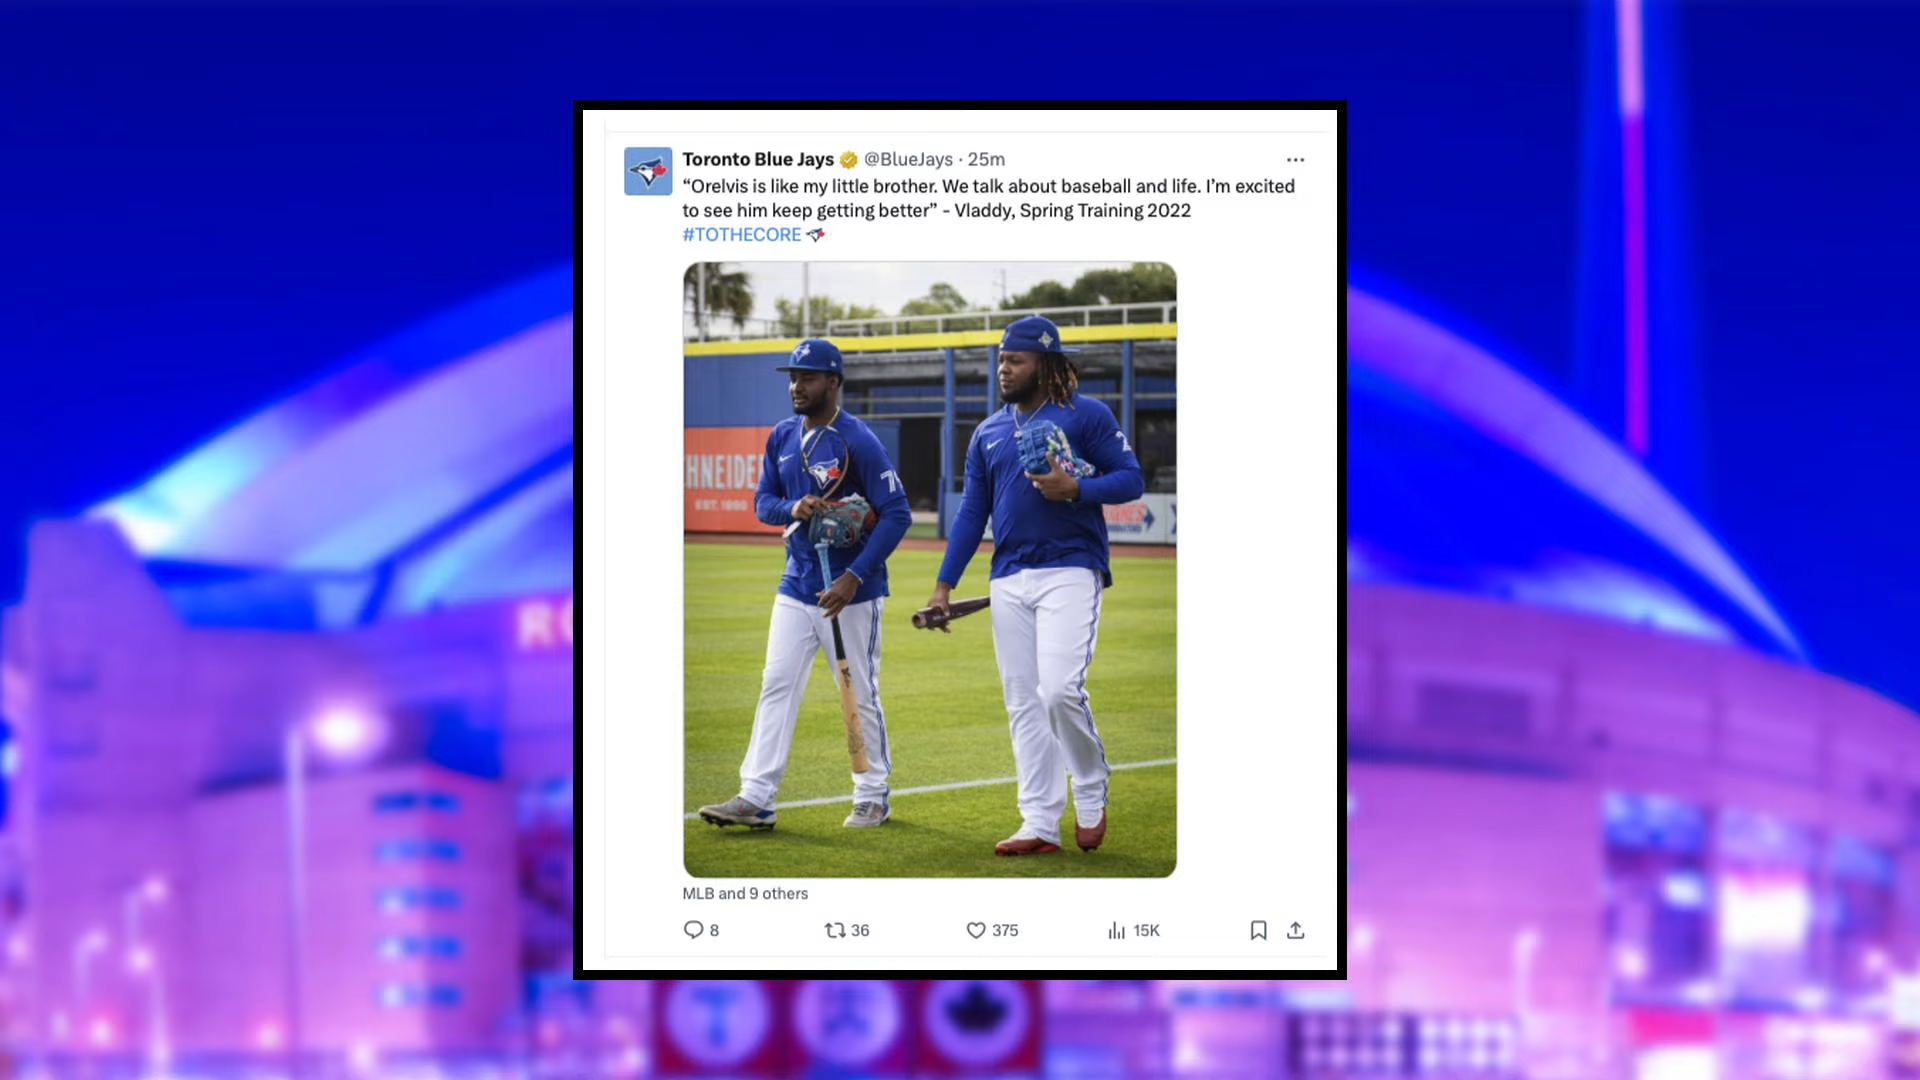 Toronto Blue Jays @BlueJays · 25m
“Orelvis is like my little brother. We talk about baseball and life. I’m excited
to see him keep getting better” - Vladdy, Spring Training 2022
#TOTHECORE
HNEIDE
EST. 1890
7
2
MLB and 9 others
8 36 375 15K